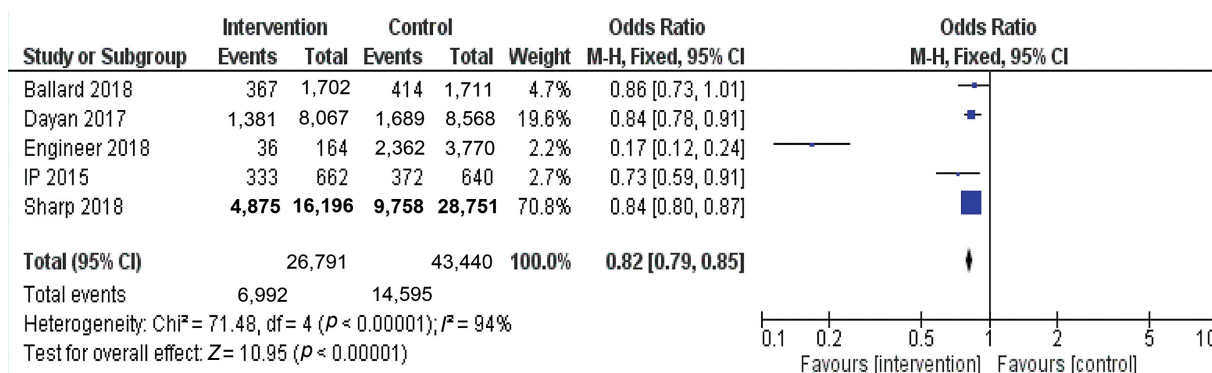 Intervention Control Odds Ratio Odds Ratio
Study or Subgroup Events Total Events Total Weight M-H, Fixed, 95% CI M-H, Fixed, 95% CI
Ballard 2018 367 1,702 414 1,711 4.7% 0.86 [0.73, 1.01]
Dayan 2017 1,381 8,067 1,689 8,568 19.6% 0.84 [0.78, 0.91]
Engineer 2018 36 164 2,362 3,770 2.2% 0.17 [0.12, 0.24]
IP 2015 333 662 372 640 2.7% 0.73 [0.59, 0.91]
Sharp 2018 4,875 16,196 9,758 28,751 70.8% 0.84 [0.80, 0.87]
Total (95% CI) 26,791 43,440 100.0% 0.82 [0.79, 0.85]
Total events 6,992 14,595
Heterogeneity: Chi² = 71.48, df = 4 (p < 0.00001); I² = 94%
Test for overall effect: Z = 10.95 (p < 0.00001)
0.1 0.2 0.5 1 2 5 10
Favours [intervention] Favours [control]